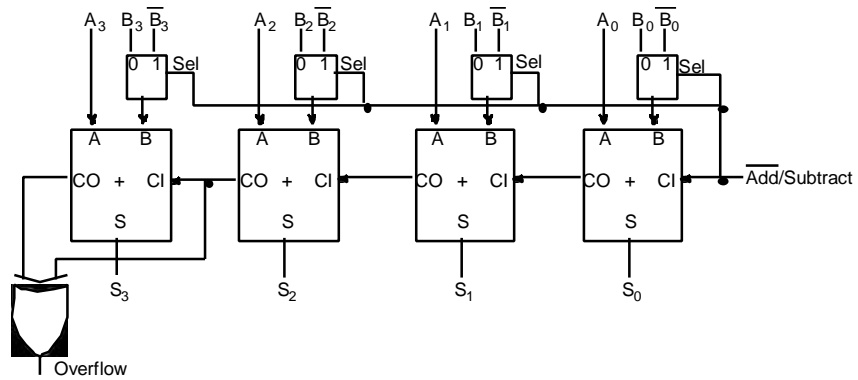 A₃ B₃ B̅₃ A₂ B₂ B̅₂ A₁ B₁ B̅₁ A₀ B₀ B̅₀
0 1 Sel 0 1 Sel 0 1 Sel 0 1 Sel
A B A B A B A B
CO + CI CO + CI CO + CI CO + CI A̅d̅d̅/Subtract
S S S S
S₃ S₂ S₁ S₀
Overflow